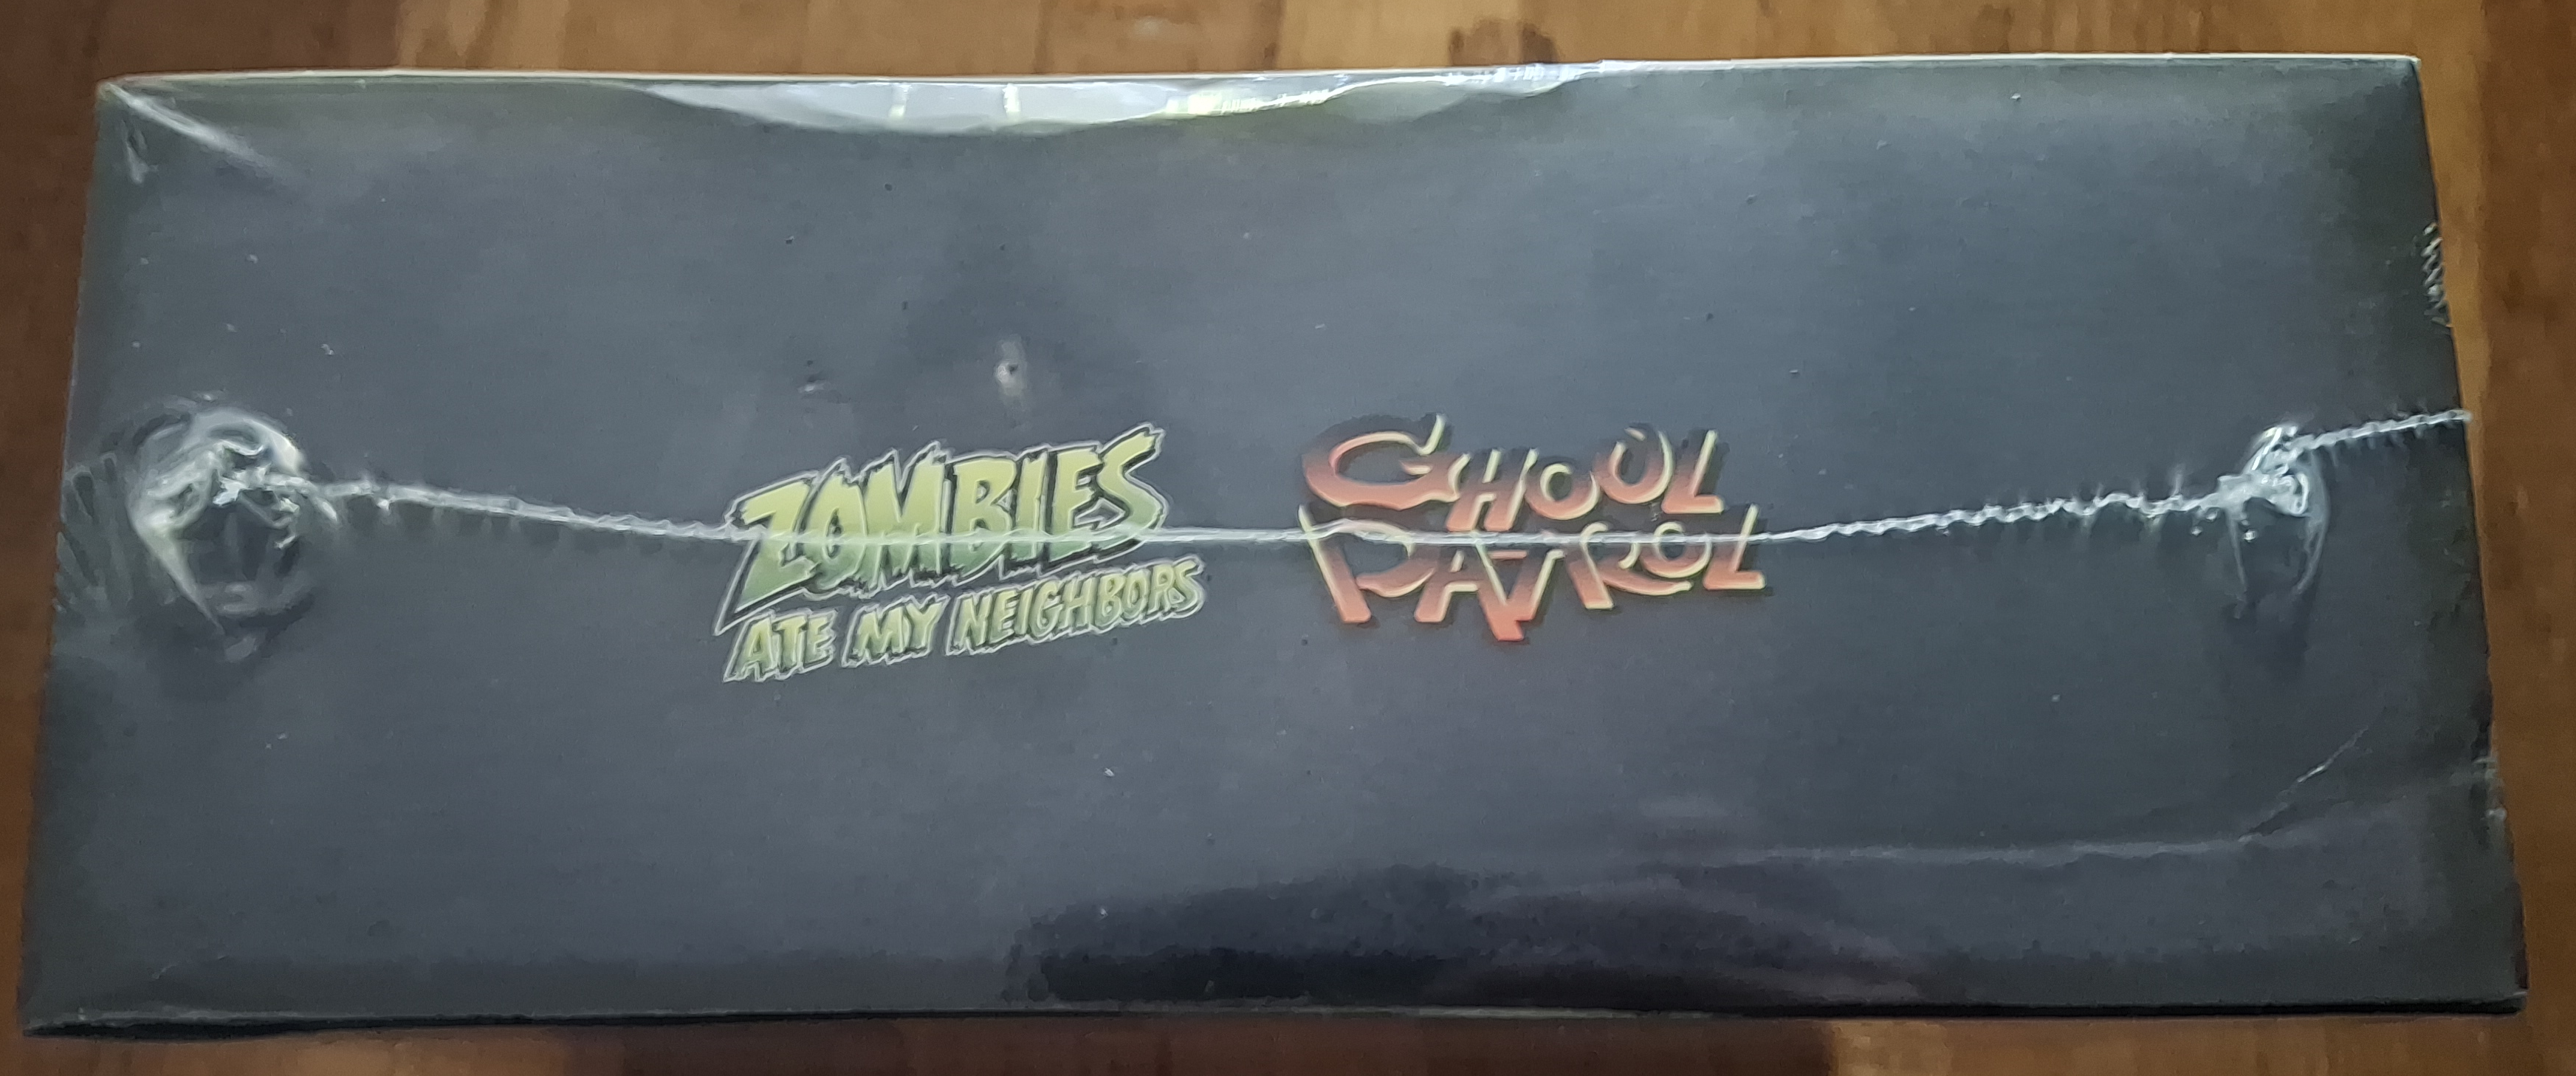 ZOMBIES
ATE MY NEIGHBORS
GHOUL
PATROL